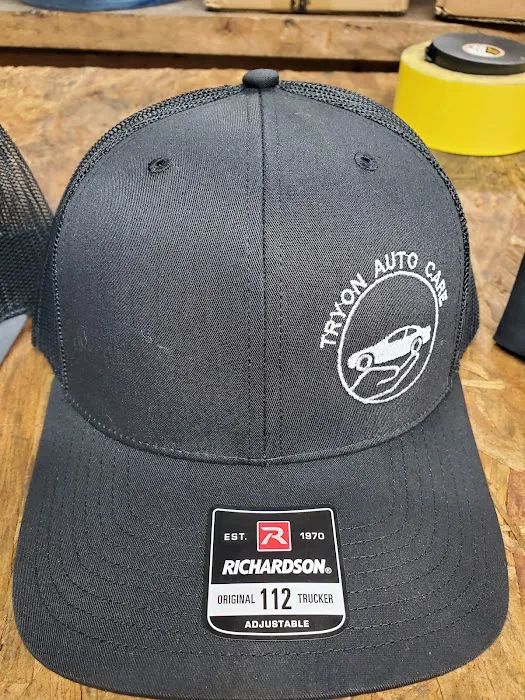 TRYON AUTO CARE
EST. R 1970
RICHARDSON®
ORIGINAL 112 TRUCKER
ADJUSTABLE